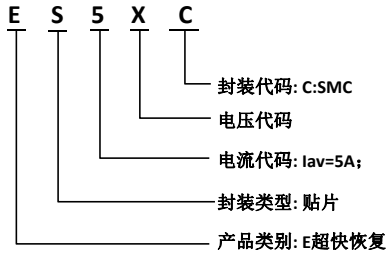 E S 5 X C
封装代码: C:SMC
电压代码
电流代码: Iav=5A；
封装类型: 贴片
产品类别: E超快恢复